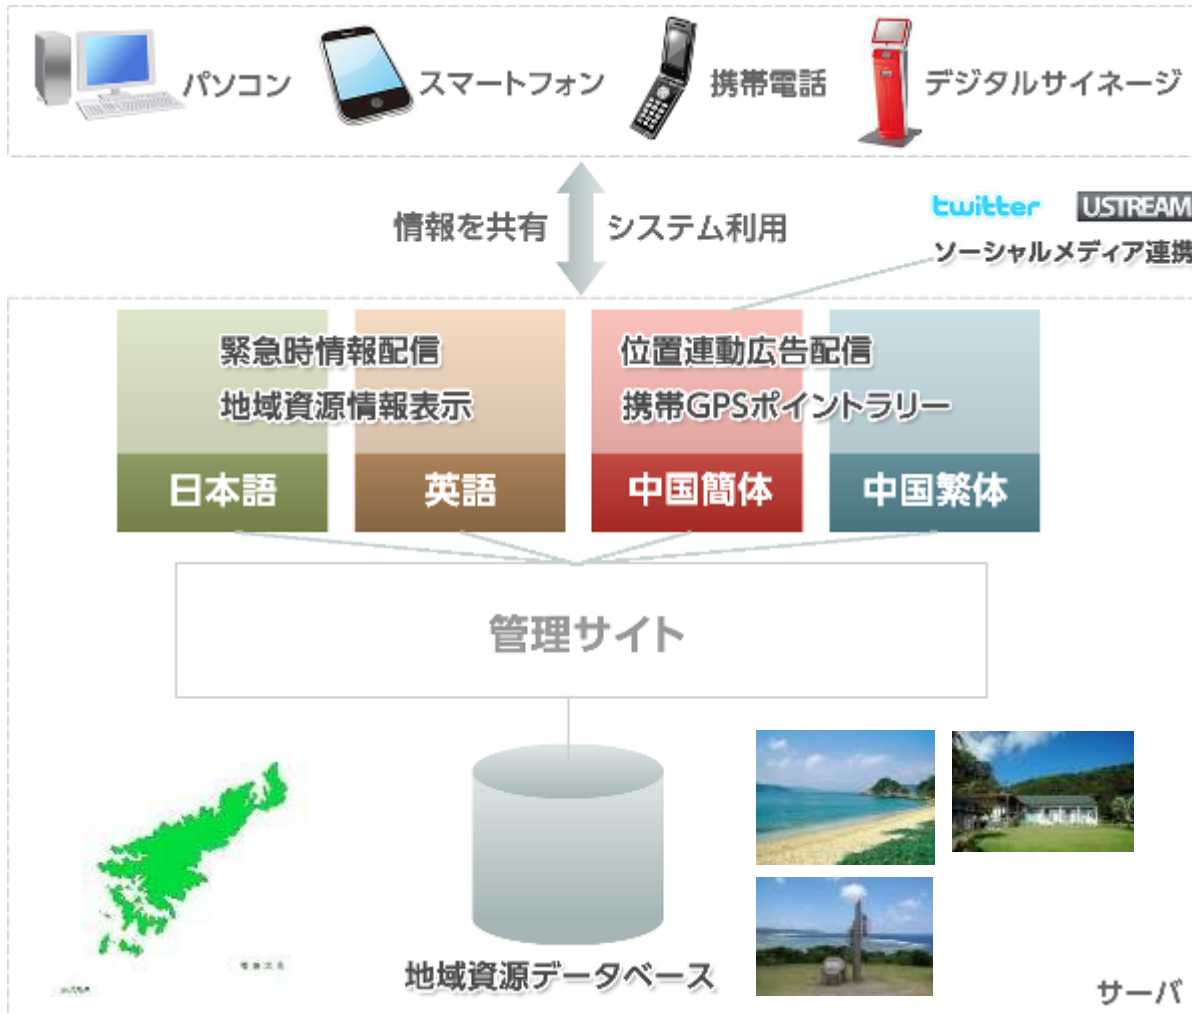 パソコン
スマートフォン
携帯電話
デジタルサイネージ
情報を共有
システム利用
twitter
USTREAM
ソーシャルメディア連携
緊急時情報配信
地域資源情報表示
位置連動広告配信
携帯GPSポイントラリー
日本語
英語
中国簡体
中国繁体
管理サイト
地域資源データベース
サーバ